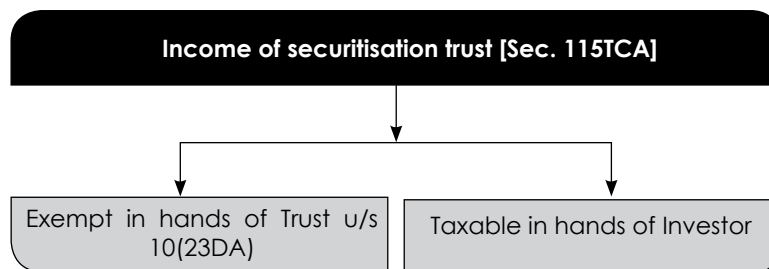 Income of securitisation trust [Sec. 115TCA]
Exempt in hands of Trust u/s
10(23DA)
Taxable in hands of Investor